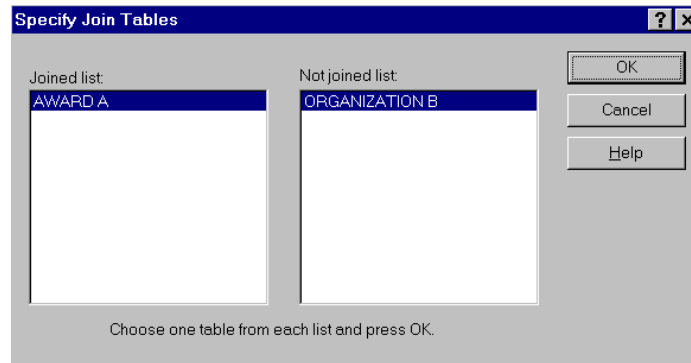 Specify Join Tables
Joined list:
AWARD A
Not joined list:
ORGANIZATION B
OK
Cancel
Help
Choose one table from each list and press OK.